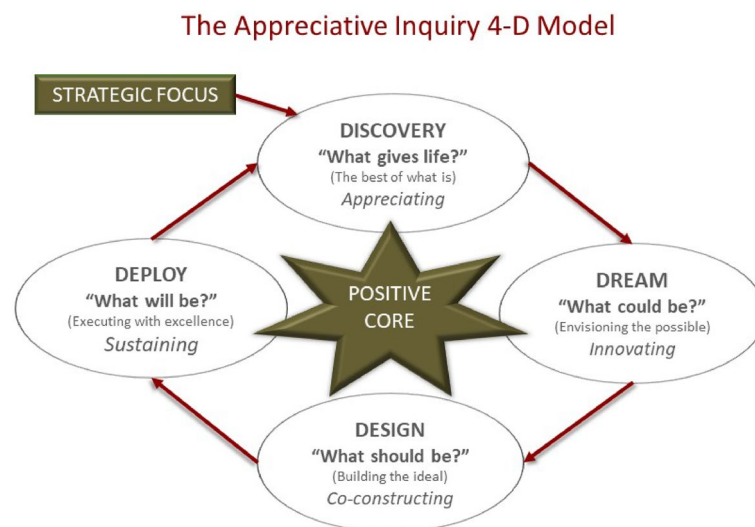 The Appreciative Inquiry 4-D Model
STRATEGIC FOCUS
DISCOVERY
“What gives life?”
(The best of what is)
Appreciating
DREAM
“What could be?”
(Envisioning the possible)
Innovating
DESIGN
“What should be?”
(Building the ideal)
Co-constructing
DEPLOY
“What will be?”
(Executing with excellence)
Sustaining
POSITIVE
CORE